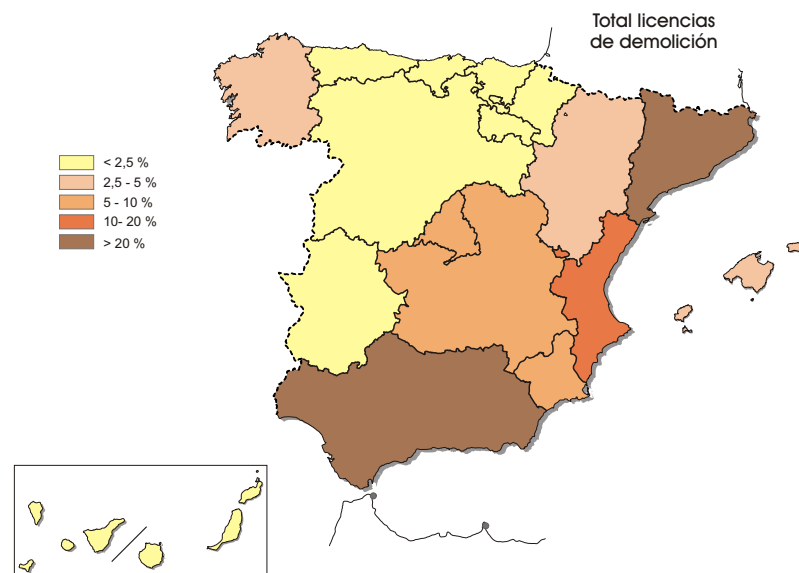 Total licencias
de demolición
< 2,5 %
2,5 - 5 %
5 - 10 %
10- 20 %
> 20 %